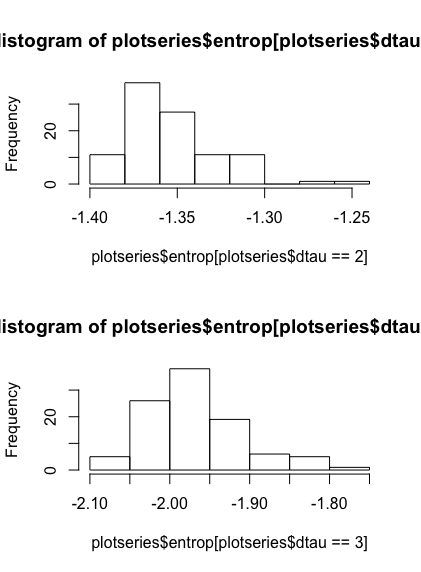 listogram of plotseries$entrop[plotseries$dtau
Frequency
20
0
-1.40 -1.35 -1.30 -1.25
plotseries$entrop[plotseries$dtau == 2]
listogram of plotseries$entrop[plotseries$dtau
Frequency
20
0
-2.10 -2.00 -1.90 -1.80
plotseries$entrop[plotseries$dtau == 3]